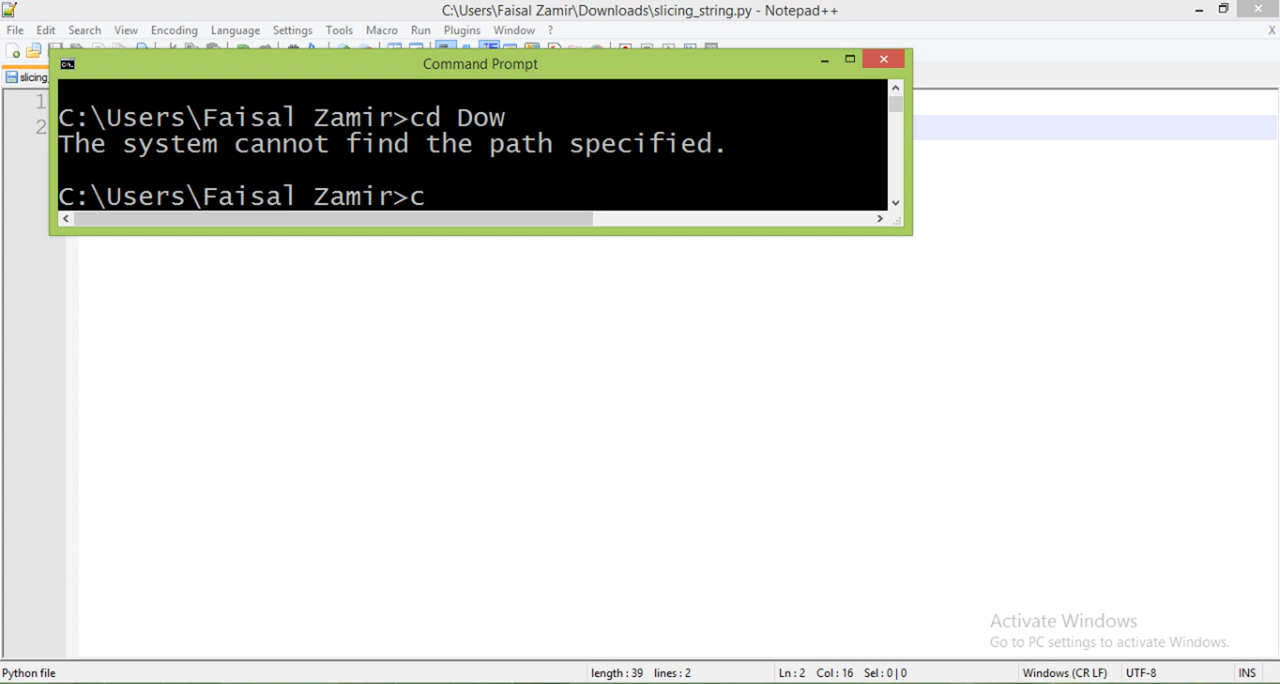 C:\Users\Faisal Zamir\Downloads\slicing_string.py - Notepad++
File Edit Search View Encoding Language Settings Tools Macro Run Plugins Window ? X
Command Prompt
slicing_
1
2
C:\Users\Faisal Zamir>cd Dow
The system cannot find the path specified.
C:\Users\Faisal Zamir>c
Activate Windows
Go to PC settings to activate Windows.
Python file length : 39 lines : 2 Ln : 2 Col : 16 Sel : 0 | 0 Windows (CR LF) UTF-8 INS